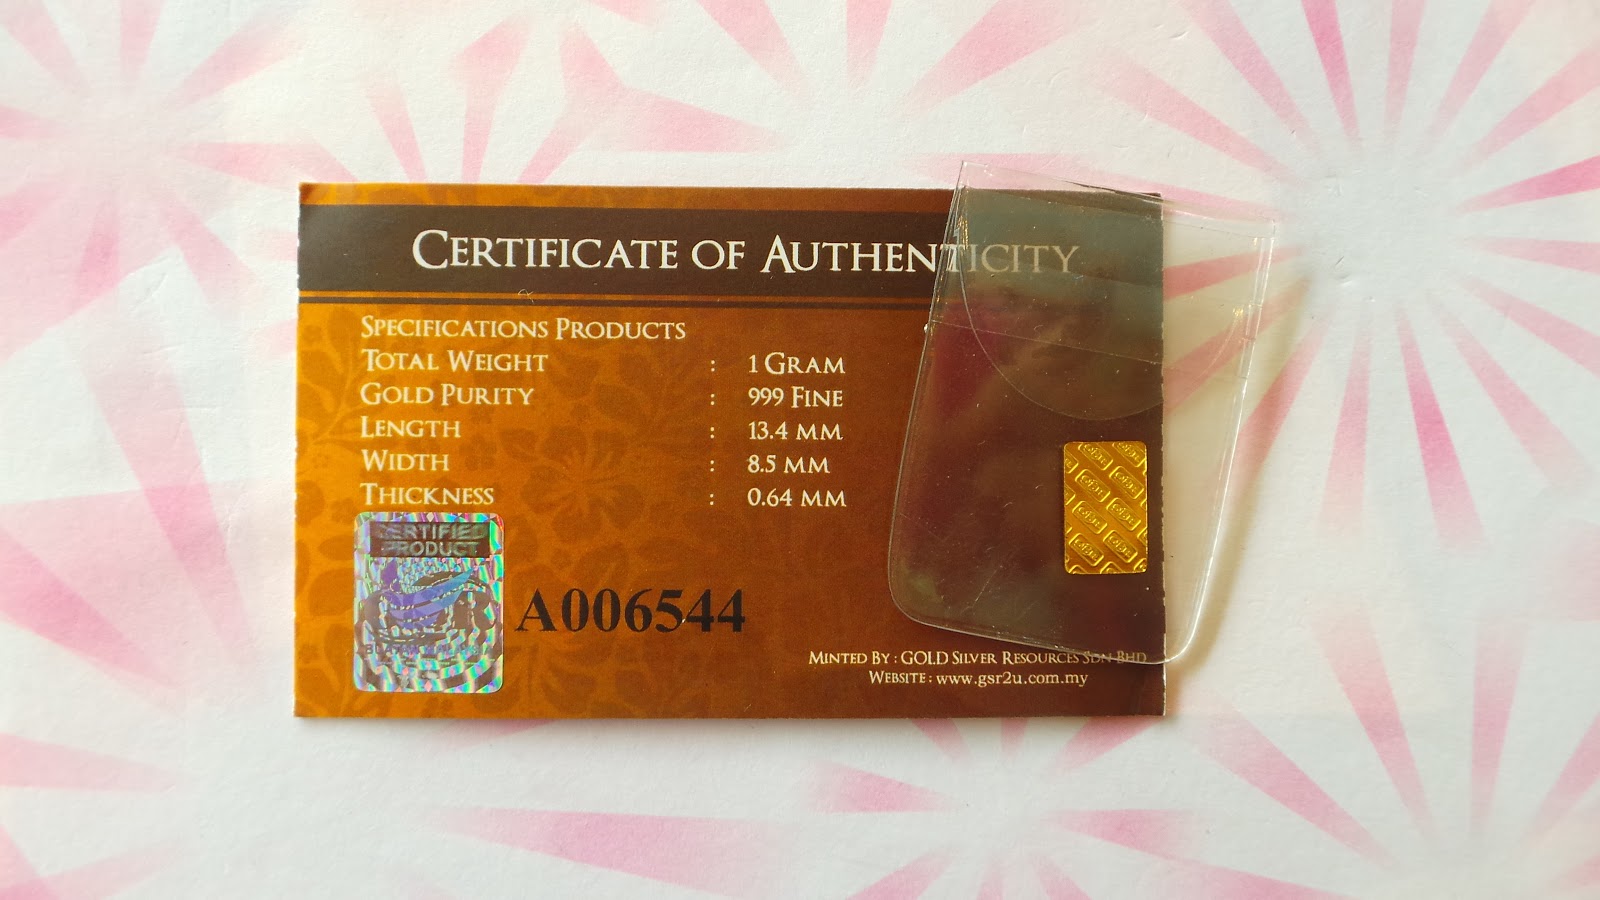 Certificate of Authenticity
Specifications Products
Total Weight : 1 Gram
Gold Purity : 999 Fine
Length : 13.4 mm
Width : 8.5 mm
Thickness : 0.64 mm
CERTIFIED
PRODUCT
A006544
Minted By : GOLD Silver Resources Sdn Bhd
Website : www.gsr2u.com.my